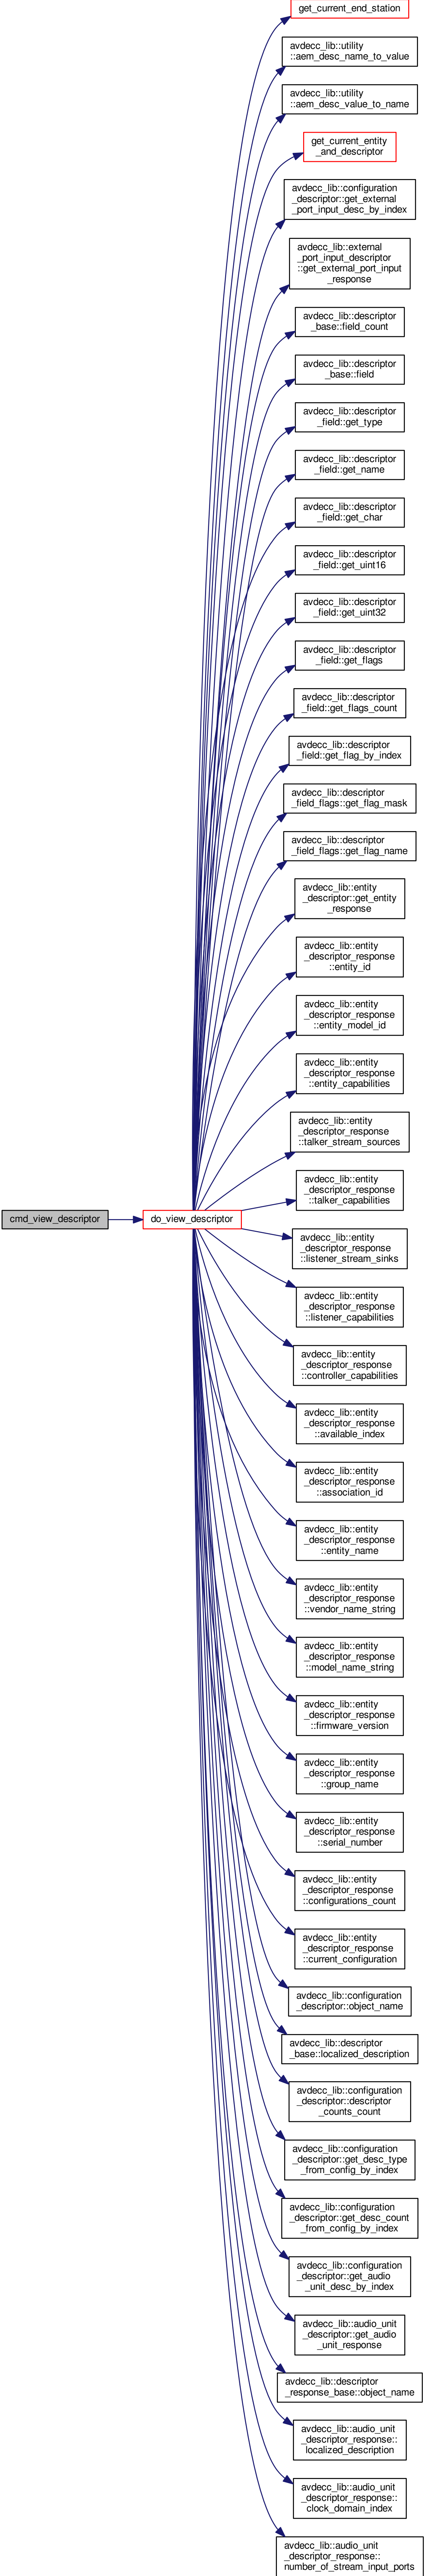 get_current_end_station
avdecc_lib::utility
::aem_desc_name_to_value
avdecc_lib::utility
::aem_desc_value_to_name
get_current_entity
_and_descriptor
avdecc_lib::configuration
_descriptor::get_external
_port_input_desc_by_index
avdecc_lib::external
_port_input_descriptor
::get_external_port_input
_response
avdecc_lib::descriptor
_base::field_count
avdecc_lib::descriptor
_base::field
avdecc_lib::descriptor
_field::get_type
avdecc_lib::descriptor
_field::get_name
avdecc_lib::descriptor
_field::get_char
avdecc_lib::descriptor
_field::get_uint16
avdecc_lib::descriptor
_field::get_uint32
avdecc_lib::descriptor
_field::get_flags
avdecc_lib::descriptor
_field::get_flags_count
avdecc_lib::descriptor
_field::get_flag_by_index
avdecc_lib::descriptor
_field_flags::get_flag_mask
avdecc_lib::descriptor
_field_flags::get_flag_name
avdecc_lib::entity
_descriptor::get_entity
_response
avdecc_lib::entity
_descriptor_response
::entity_id
avdecc_lib::entity
_descriptor_response
::entity_model_id
avdecc_lib::entity
_descriptor_response
::entity_capabilities
avdecc_lib::entity
_descriptor_response
::talker_stream_sources
avdecc_lib::entity
_descriptor_response
::talker_capabilities
cmd_view_descriptor
do_view_descriptor
avdecc_lib::entity
_descriptor_response
::listener_stream_sinks
avdecc_lib::entity
_descriptor_response
::listener_capabilities
avdecc_lib::entity
_descriptor_response
::controller_capabilities
avdecc_lib::entity
_descriptor_response
::available_index
avdecc_lib::entity
_descriptor_response
::association_id
avdecc_lib::entity
_descriptor_response
::entity_name
avdecc_lib::entity
_descriptor_response
::vendor_name_string
avdecc_lib::entity
_descriptor_response
::model_name_string
avdecc_lib::entity
_descriptor_response
::firmware_version
avdecc_lib::entity
_descriptor_response
::group_name
avdecc_lib::entity
_descriptor_response
::serial_number
avdecc_lib::entity
_descriptor_response
::configurations_count
avdecc_lib::entity
_descriptor_response
::current_configuration
avdecc_lib::configuration
_descriptor::object_name
avdecc_lib::descriptor
_base::localized_description
avdecc_lib::configuration
_descriptor::descriptor
_counts_count
avdecc_lib::configuration
_descriptor::get_desc_type
_from_config_by_index
avdecc_lib::configuration
_descriptor::get_desc_count
_from_config_by_index
avdecc_lib::configuration
_descriptor::get_audio
_unit_desc_by_index
avdecc_lib::audio_unit
_descriptor::get_audio
_unit_response
avdecc_lib::descriptor
_response_base::object_name
avdecc_lib::audio_unit
_descriptor_response::
localized_description
avdecc_lib::audio_unit
_descriptor_response::
clock_domain_index
avdecc_lib::audio_unit
_descriptor_response::
number_of_stream_input_ports